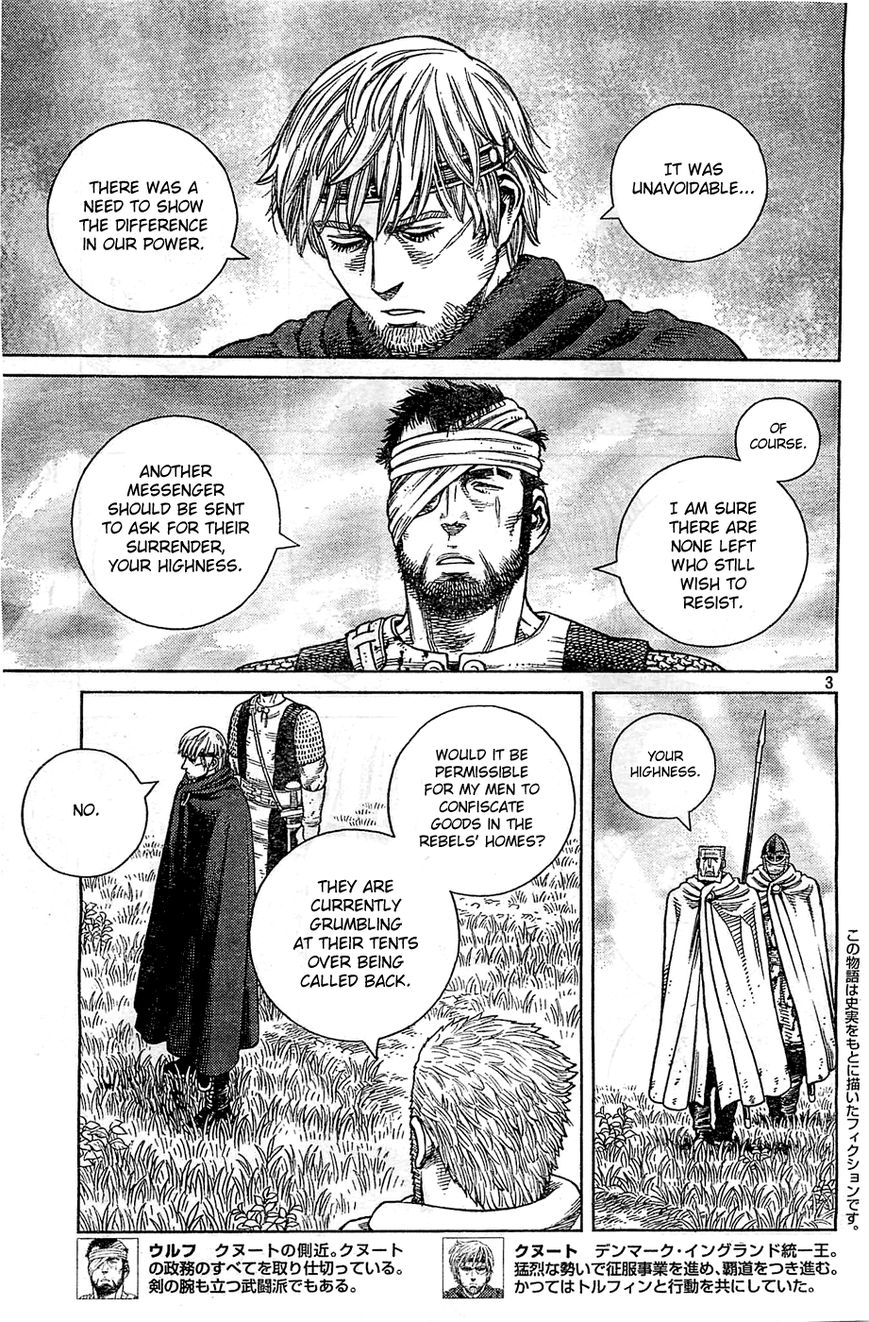 IT WAS
UNAVOIDABLE...
THERE WAS A
NEED TO SHOW
THE DIFFERENCE
IN OUR POWER.
OF
COURSE.
I AM SURE
THERE ARE
NONE LEFT
WHO STILL
WISH TO
RESIST.
ANOTHER
MESSENGER
SHOULD BE SENT
TO ASK FOR THEIR
SURRENDER,
YOUR HIGHNESS.
3
YOUR
HIGHNESS.
WOULD IT BE
PERMISSIBLE
FOR MY MEN TO
CONFISCATE
GOODS IN THE
REBELS' HOMES?
THEY ARE
CURRENTLY
GRUMBLING
AT THEIR TENTS
OVER BEING
CALLED BACK.
NO.
この物語は史実をもとに描いたフィクションです。
クヌート デンマーク・イングランド統一王。
猛烈な勢いで征服事業を進め、覇道をつき進む。
かつてはトルフィンと行動を共にしていた。
ウルフ クヌートの側近。クヌート
の政務のすべてを取り仕切っている。
剣の腕も立つ武闘派でもある。